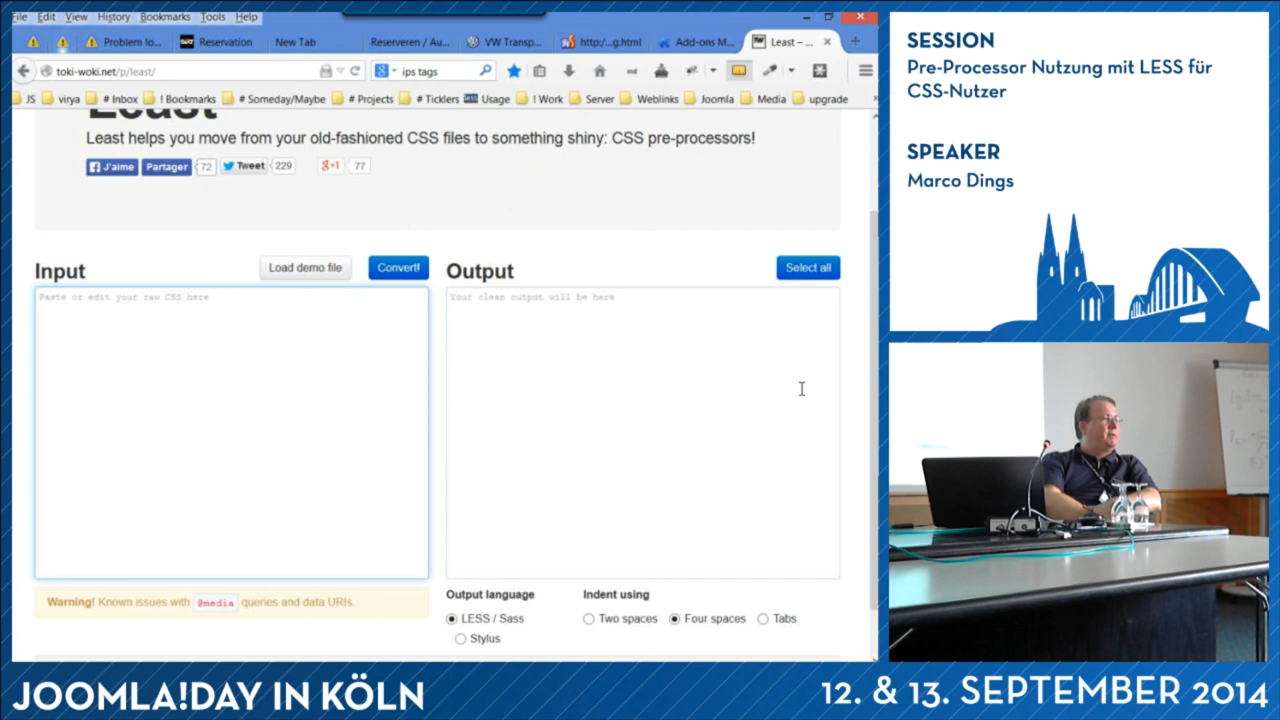 File Edit View History Bookmarks Tools Help
Problem lo... Reservation New Tab Reserveren / Au... VW Transp... http:/...g.html Add-ons M... Least – ...
toki-woki.net/p/least/ ips tags
JS virya # Inbox ! Bookmarks # Someday/Maybe # Projects # Ticklers Usage ! Work Server Weblinks Joomla Media upgrade
Least
Least helps you move from your old-fashioned CSS files to something shiny: CSS pre-processors!
J'aime Partager 72 Tweet 229 g+1 77
Input Load demo file Convert! Output Select all
Paste or edit your raw CSS here
Your clean output will be here
Warning! Known issues with @media queries and data URIs.
Output language Indent using
LESS / Sass Two spaces Four spaces Tabs
Stylus
SESSION
Pre-Processor Nutzung mit LESS für
CSS-Nutzer
SPEAKER
Marco Dings
JOOMLA!DAY IN KÖLN
12. & 13. SEPTEMBER 2014